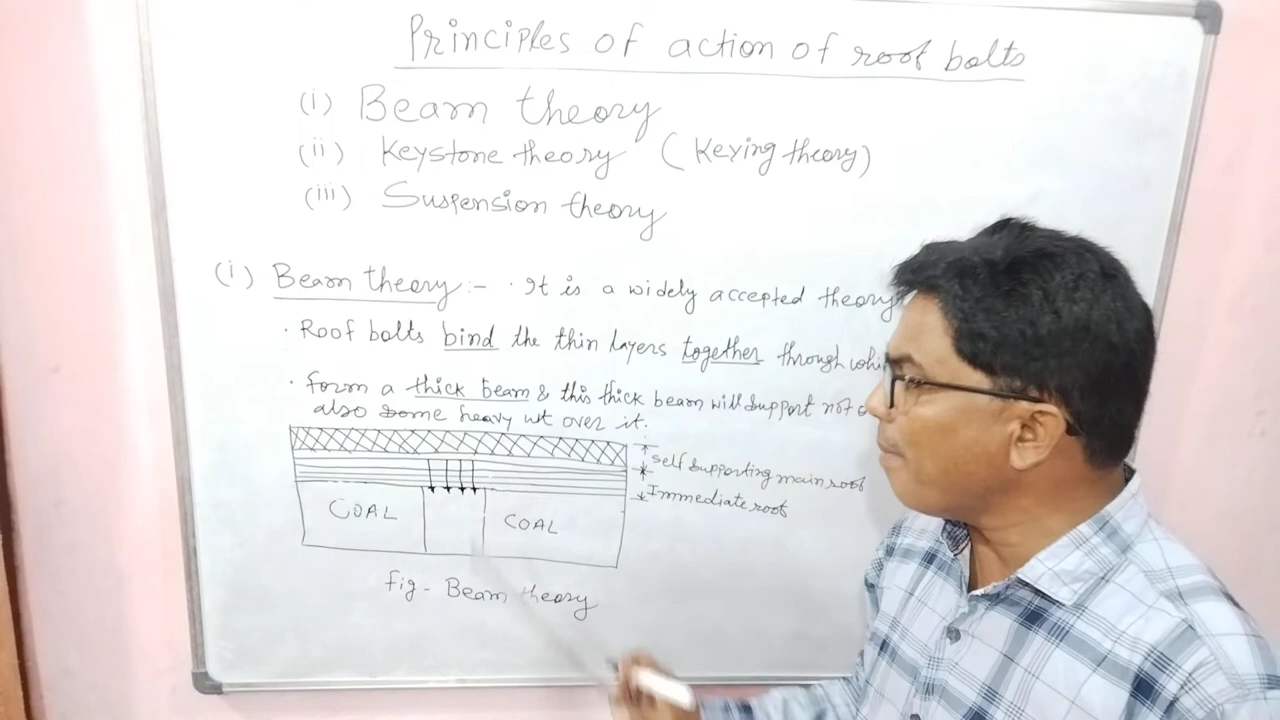 Principles of action of roof bolts
(i) Beam theory
(ii) Keystone theory (Keying theory)
(iii) Suspension theory
(i) Beam theory :- · It is a widely accepted theory
· Roof bolts bind the thin layers together through
· form a thick beam & this thick beam will support not
also some heavy wt over it.
self supporting main roof
Immediate roof
COAL
COAL
fig - Beam theory